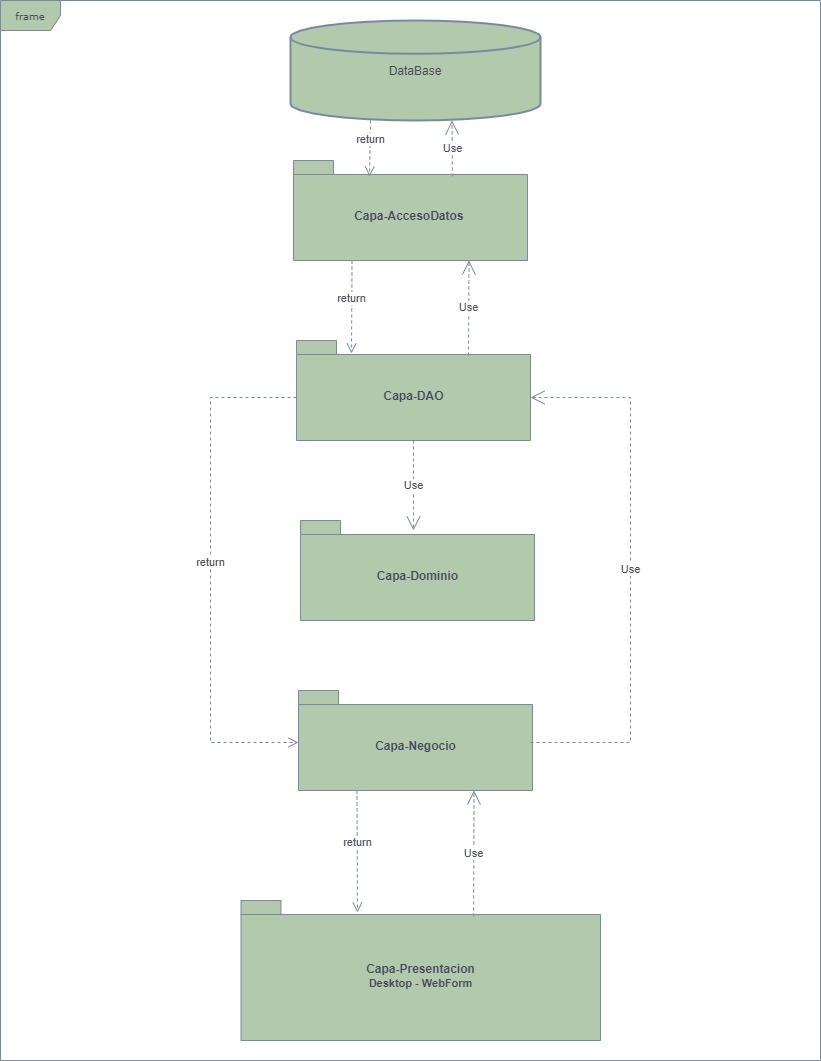 frame
DataBase
return
Use
Capa-AccesoDatos
return
Use
Capa-DAO
Use
return
Use
Capa-Dominio
Capa-Negocio
return
Use
Capa-Presentacion
Desktop - WebForm